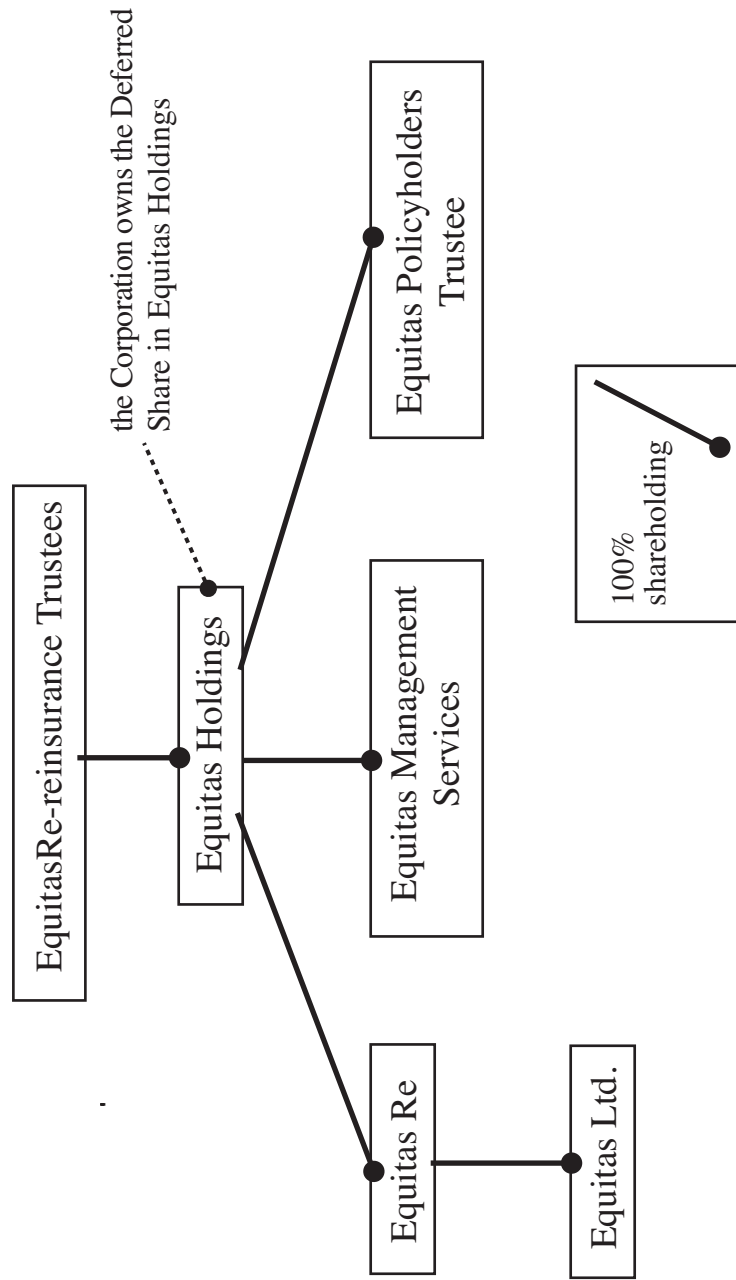 EquitasRe-reinsurance Trustees
the Corporation owns the Deferred
Share in Equitas Holdings
Equitas Holdings
Equitas Re
Equitas Management
Services
Equitas Policyholders
Trustee
Equitas Ltd.
100%
shareholding